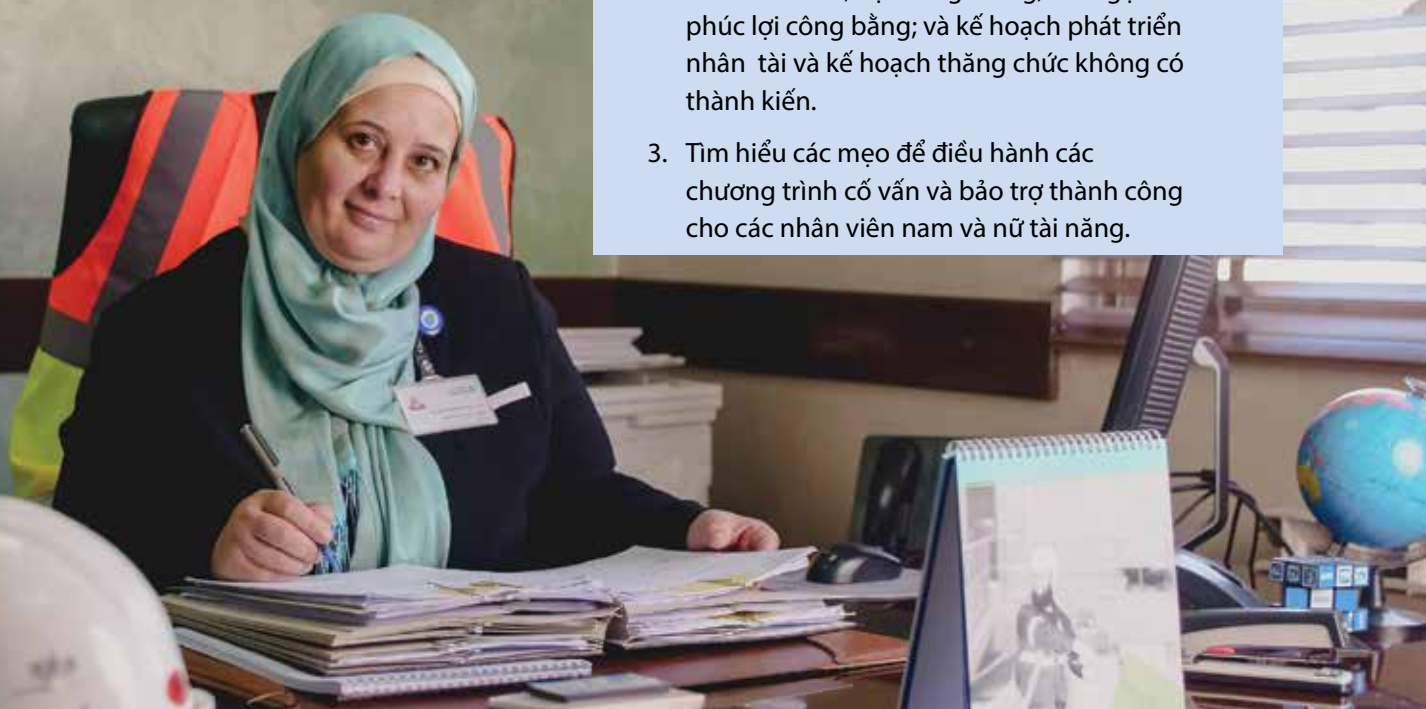 phúc lợi công bằng; và kế hoạch phát triển
nhân tài và kế hoạch thăng chức không có
thành kiến.
3. Tìm hiểu các mẹo để điều hành các
chương trình cố vấn và bảo trợ thành công
cho các nhân viên nam và nữ tài năng.